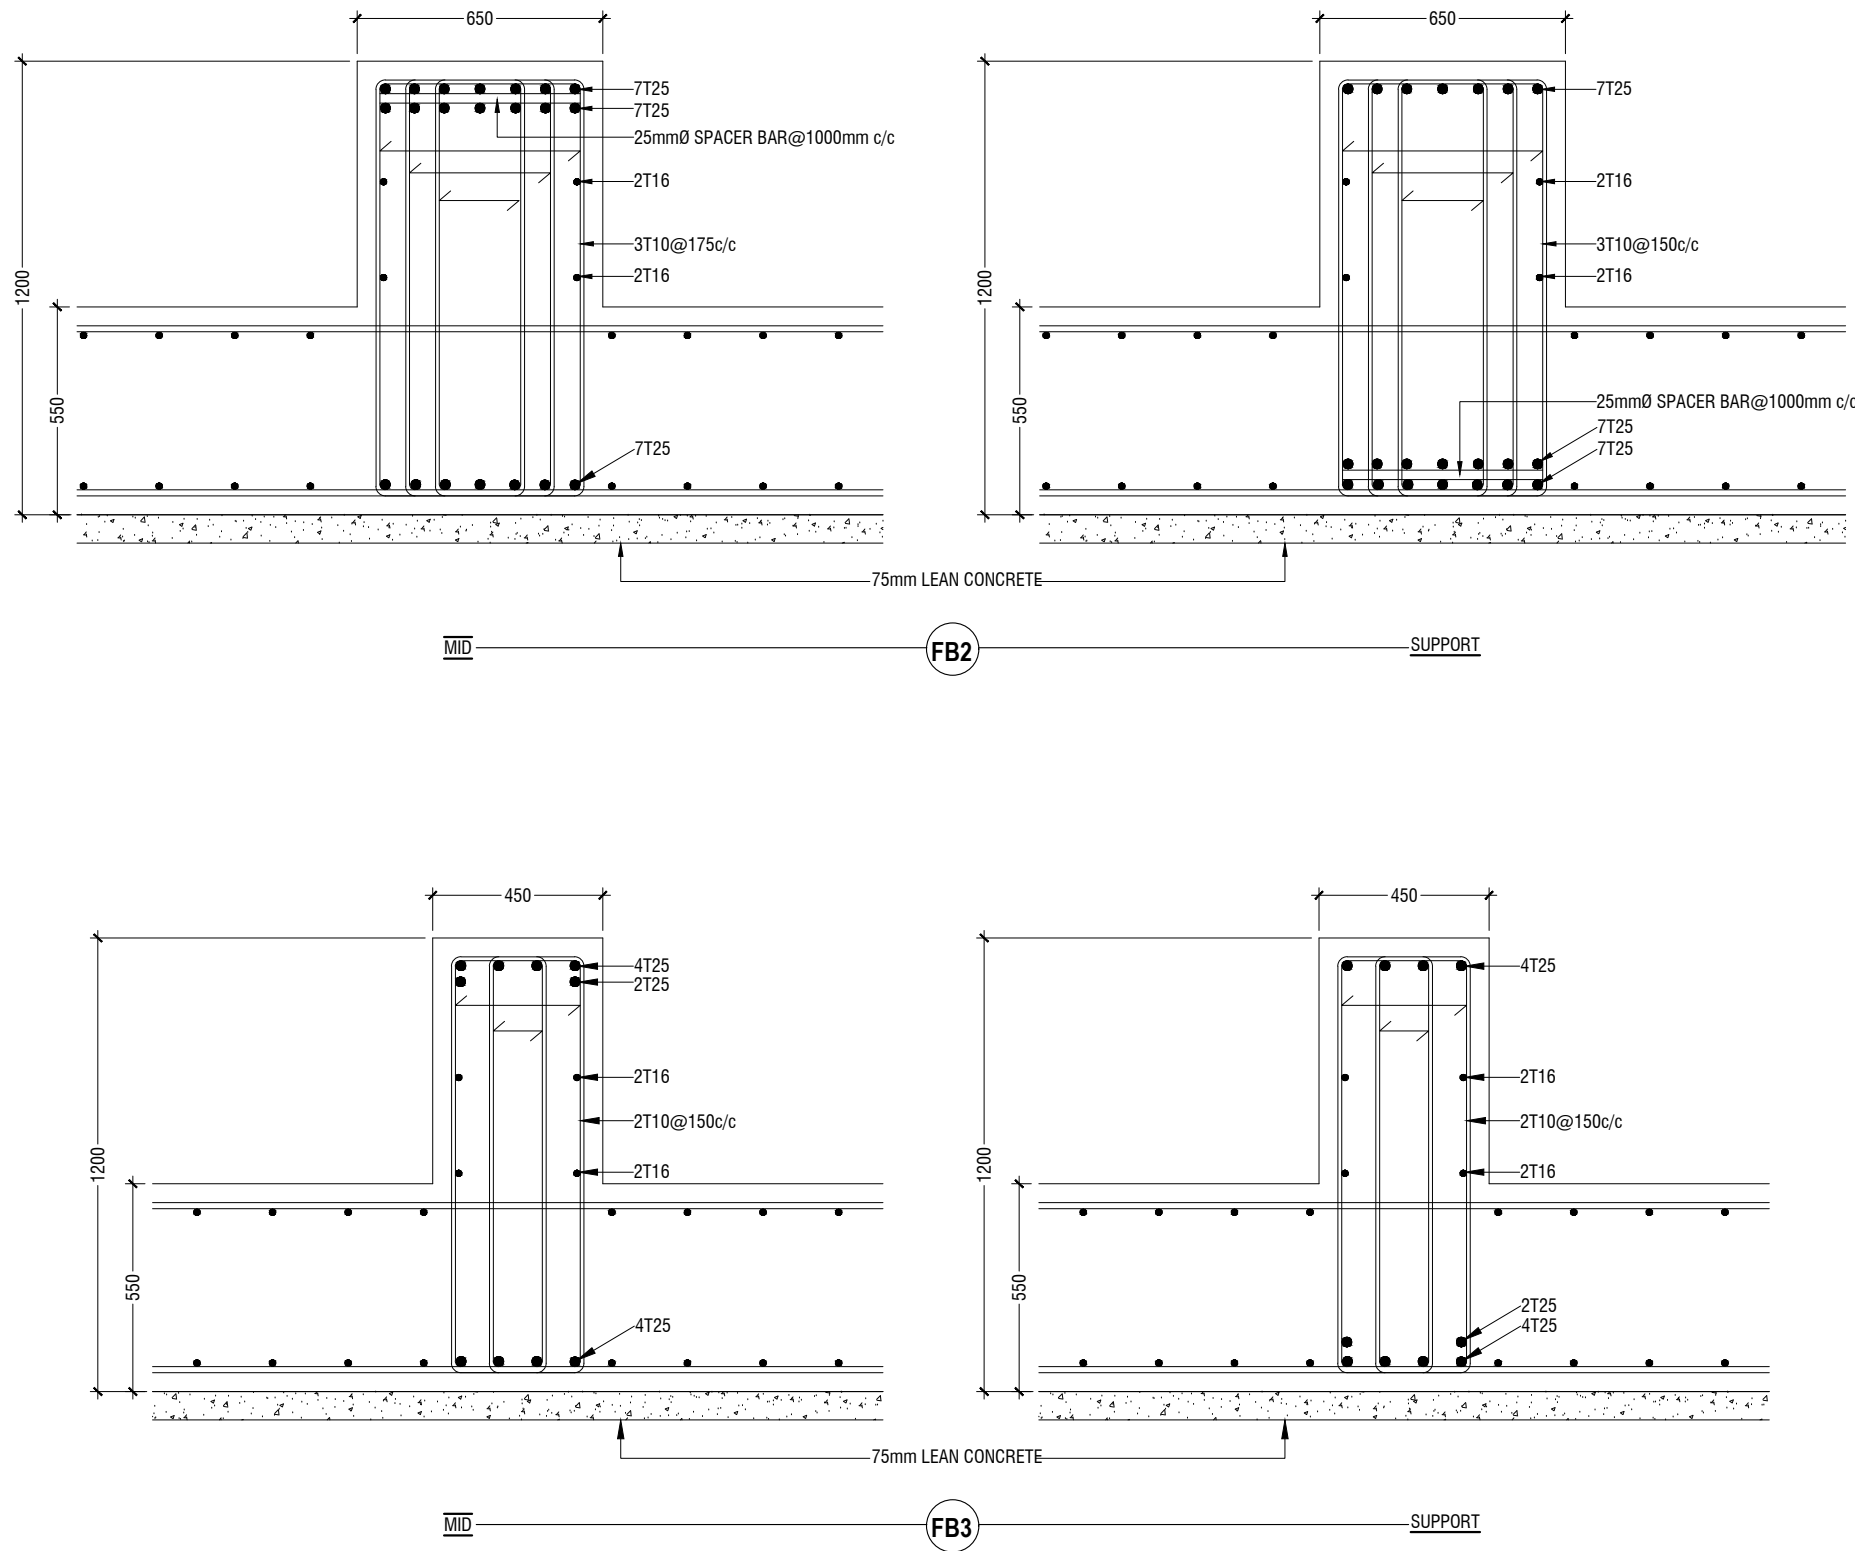 650
1200
550
7T25
7T25
25mmØ SPACER BAR@1000mm c/c
2T16
3T10@175c/c
2T16
7T25
650
1200
550
7T25
2T16
3T10@150c/c
2T16
25mmØ SPACER BAR@1000mm c/c
7T25
7T25
75mm LEAN CONCRETE
MID
FB2
SUPPORT
450
1200
550
4T25
2T25
2T16
2T10@150c/c
2T16
4T25
450
1200
550
4T25
2T16
2T10@150c/c
2T16
2T25
4T25
75mm LEAN CONCRETE
MID
FB3
SUPPORT